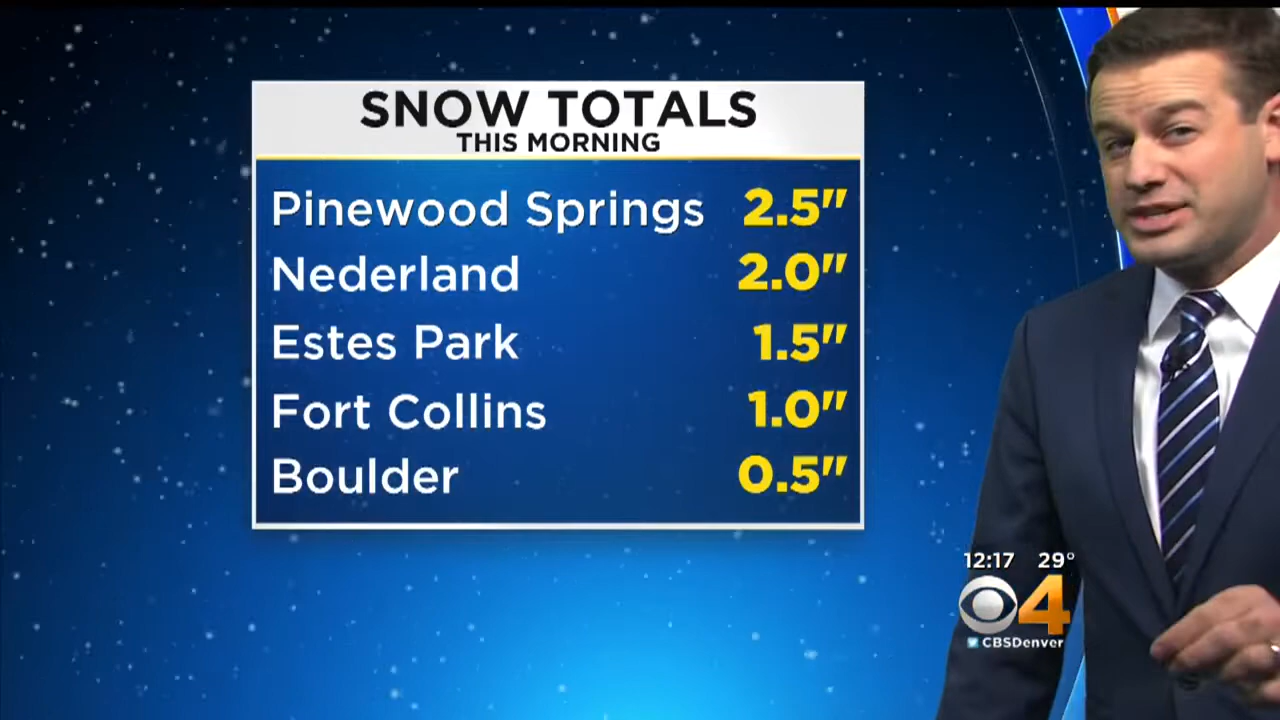 SNOW TOTALS
THIS MORNING
Pinewood Springs 2.5"
Nederland 2.0"
Estes Park 1.5"
Fort Collins 1.0"
Boulder 0.5"
12:17 29°
4
CBSDenver